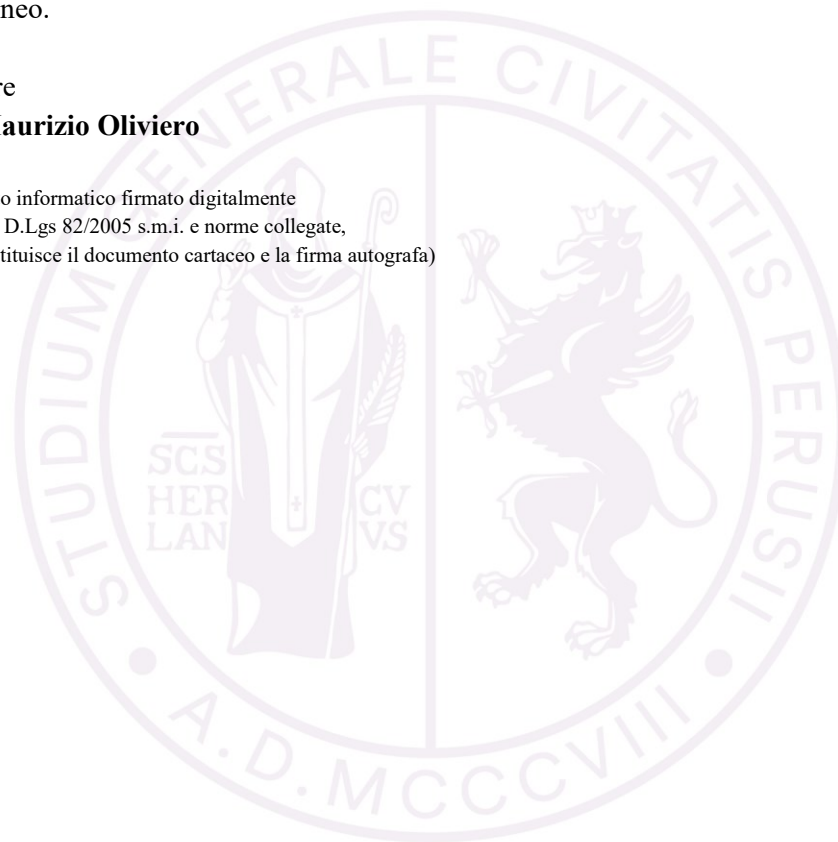 neo.
re
Maurizio Oliviero
o informatico firmato digitalmente
D.Lgs 82/2005 s.m.i. e norme collegate,
tituisce il documento cartaceo e la firma autografa)
STUDIUM GENERALE CIVITATIS PERUSII
SCS
HER
LAN
CV
VS
A.D. MCCCVIII